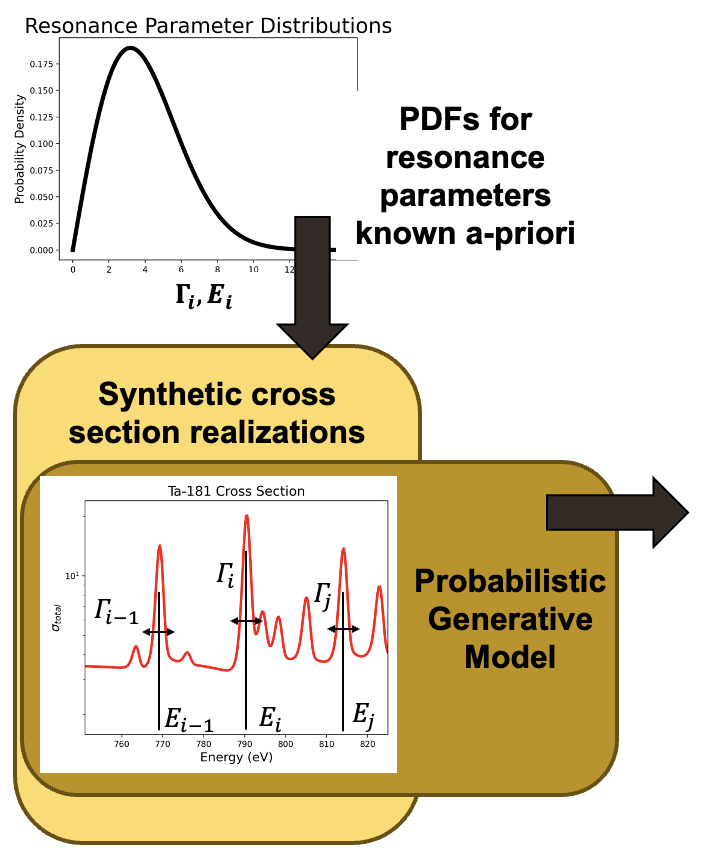 Resonance Parameter Distributions
Probability Density
0.175
0.150
0.125
0.100
0.075
0.050
0.025
0.000
0 2 4 6 8 10 12
Γᵢ, Eᵢ
PDFs for
resonance
parameters
known a-priori
Synthetic cross
section realizations
Ta-181 Cross Section
σ_total
10¹
Γᵢ₋₁
Γᵢ
Γⱼ
Eᵢ₋₁
Eᵢ
Eⱼ
760 770 780 790 800 810 820
Energy (eV)
Probabilistic
Generative
Model